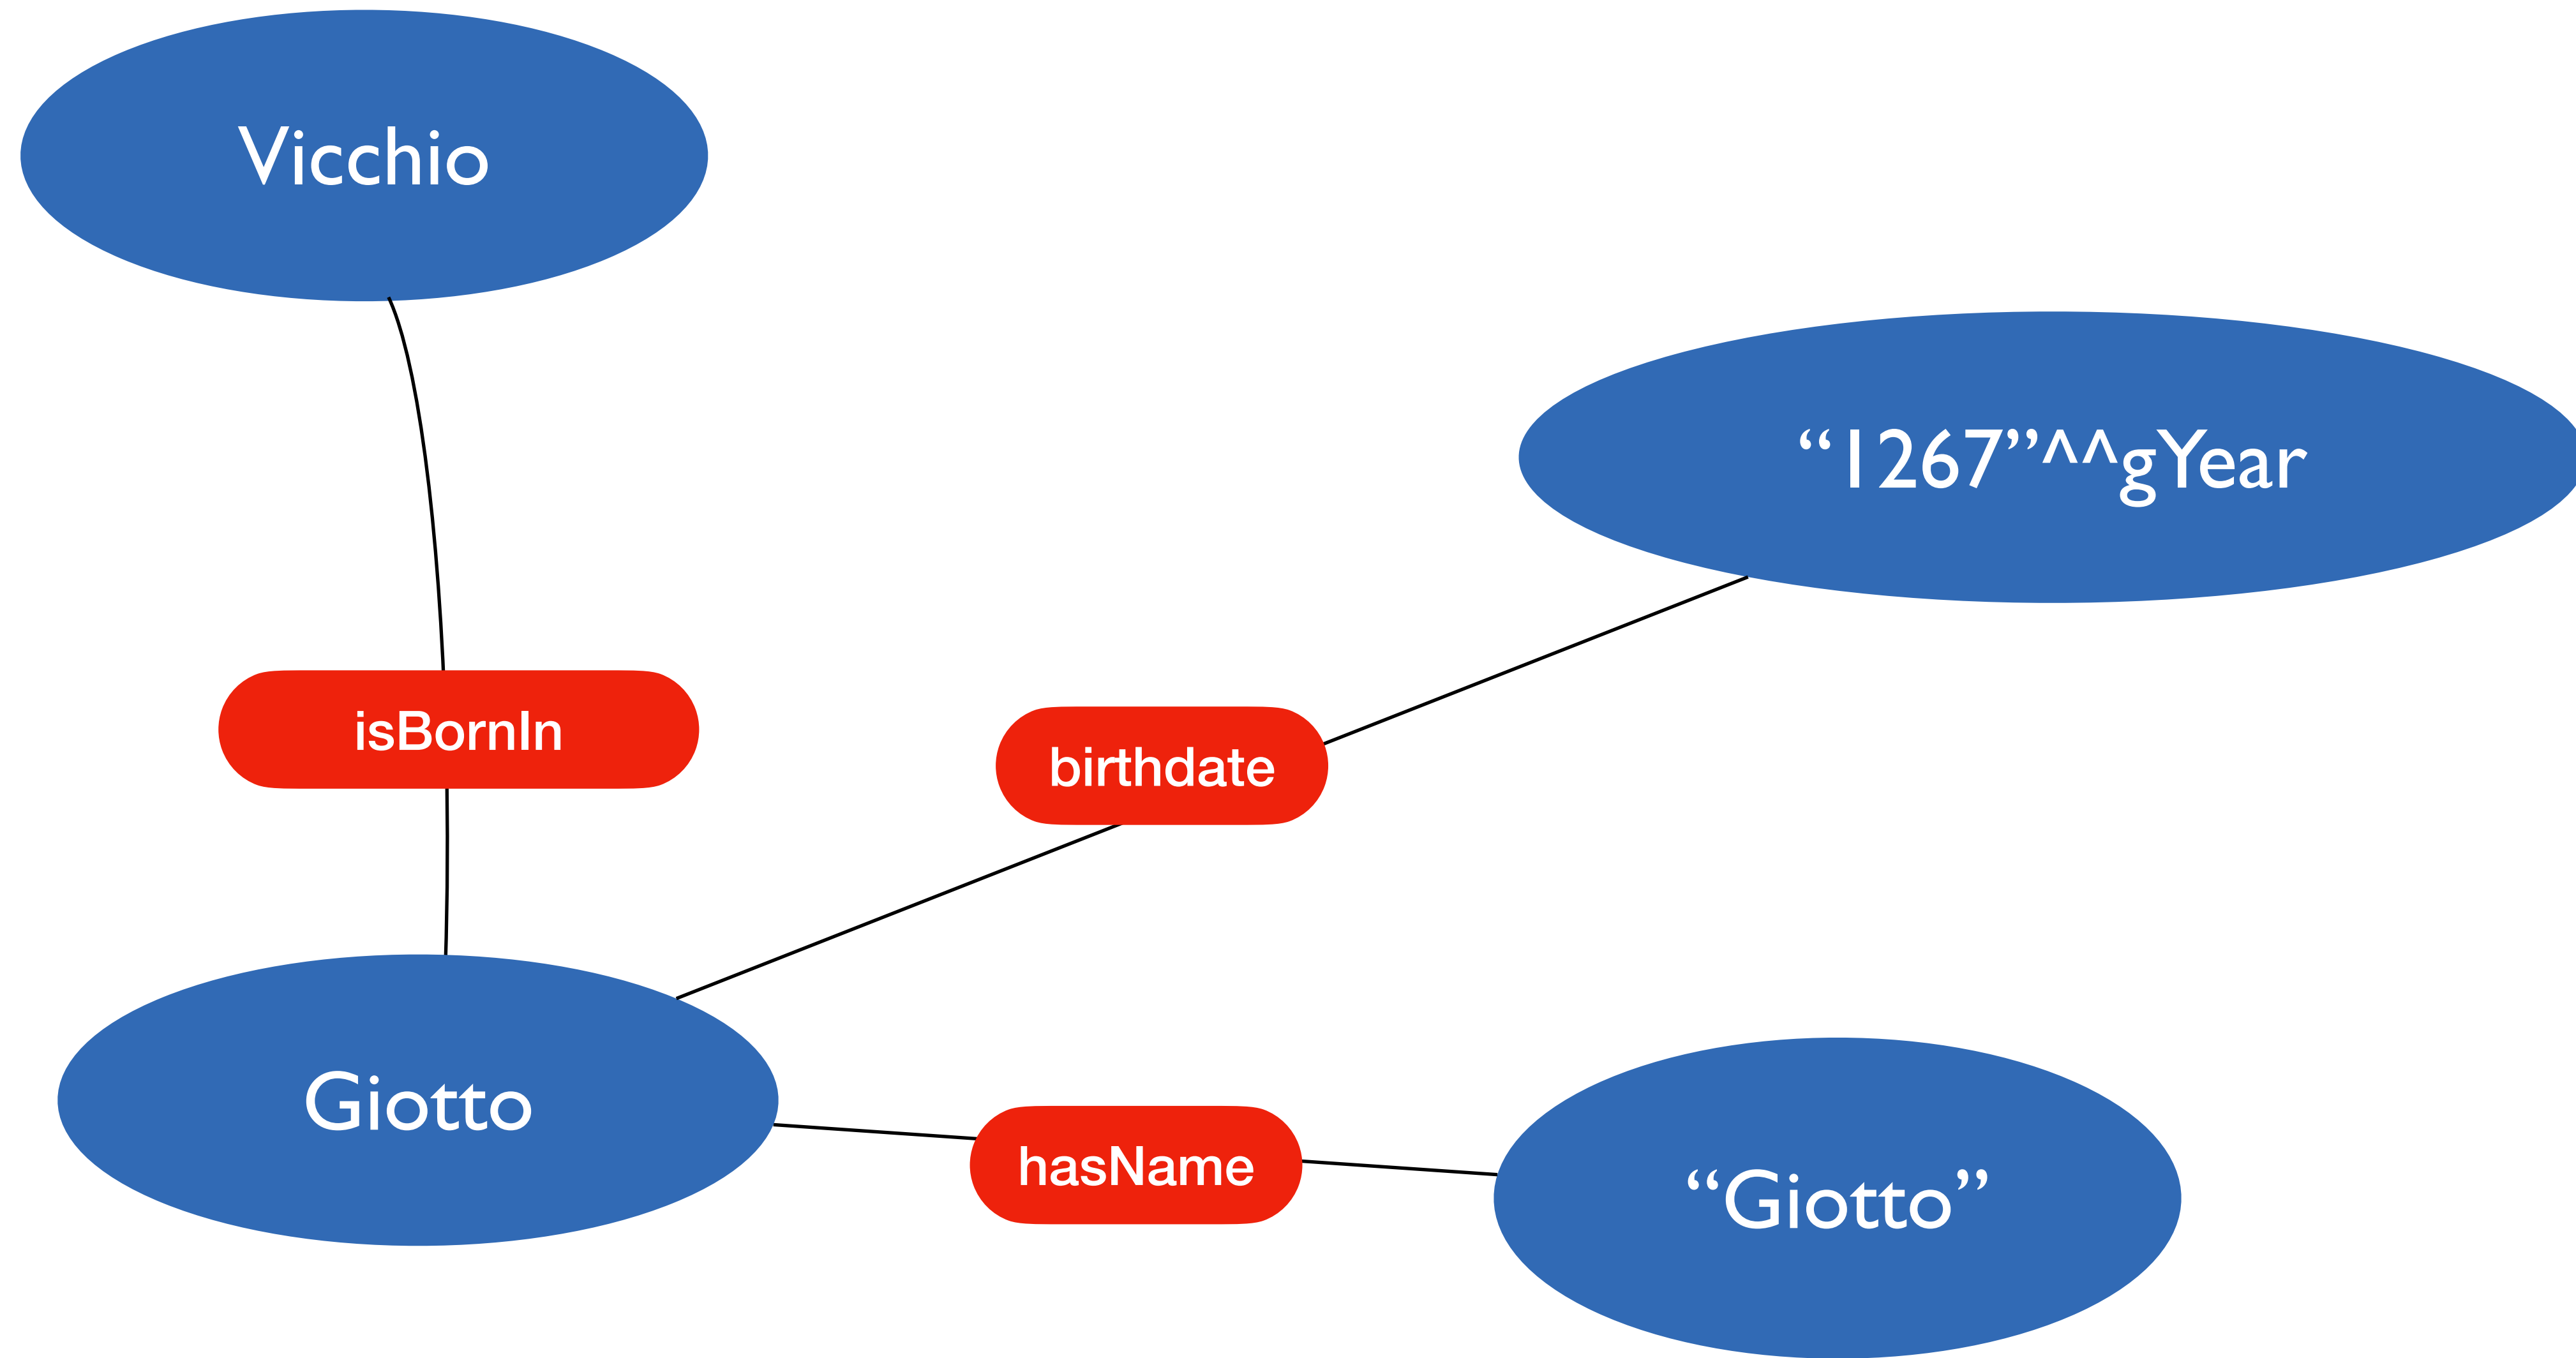 Vicchio
“1267”^^gYear
isBornIn
birthdate
Giotto
hasName
“Giotto”